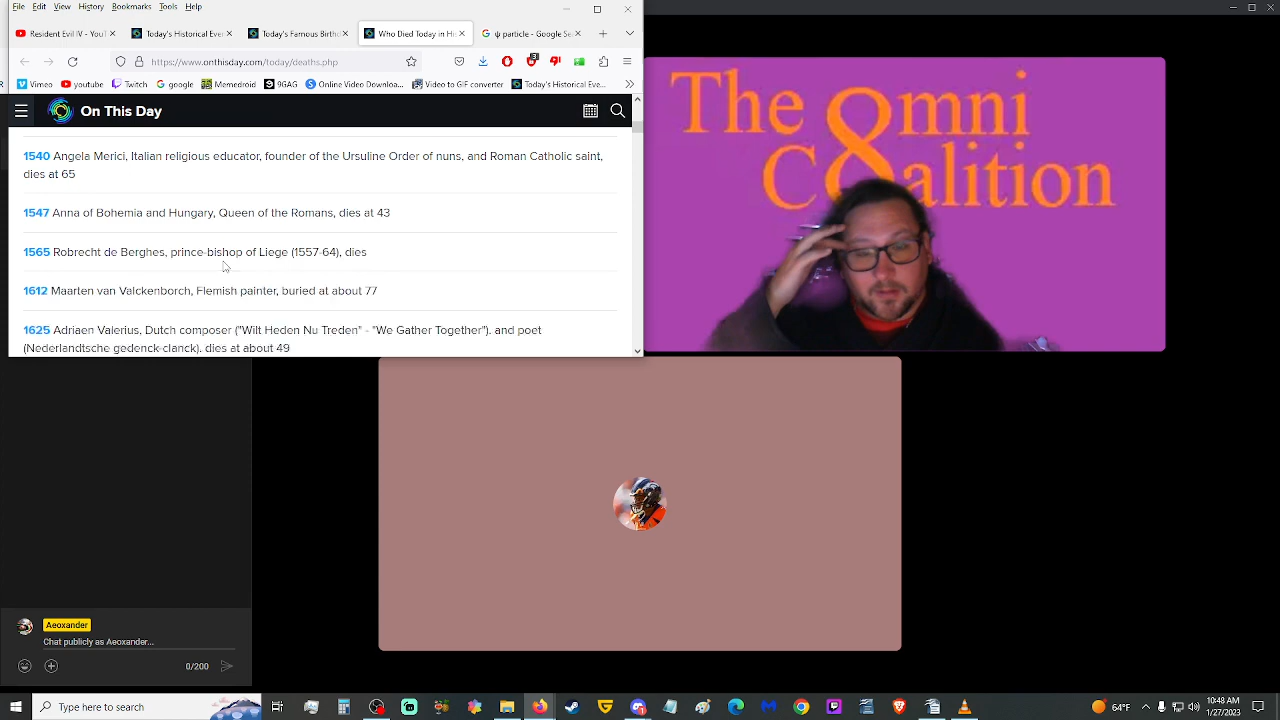 File Edit View History Bookmarks Tools Help
Resident Evil IV - YouT
Today's Historical Eve
Today's Famous Birth
Who Died Today in His
ψ particle - Google Se
https://www.onthisday.com/today/deaths.php
3
Vimeo youtube Twitch google Memedroid 9GAG Online Video Downloa... Video to GIF converter Today's Historical Eve...
On This Day
1540 Angela Merici, Italian religious educator, founder of the Ursuline Order of nuns, and Roman Catholic saint,
dies at 65
1547 Anna of Bohemia and Hungary, Queen of the Romans, dies at 43
1565 Robrecht de Berghes, prince-bishop of Liege (1557-64), dies
1612 Maarten van Valckenborch, Flemish painter, buried at about 77
1625 Adriaen Valerius, Dutch composer ("Wilt Heden Nu Treden" - "We Gather Together"). and poet
(Nederlandtsche gedenck-clanck). dies at about 49
The 8mni
C8alition
Aeoxander
Chat publicly as Aeoxander...
0/200
Type here to search
64°F
10:48 AM
1/27/2023